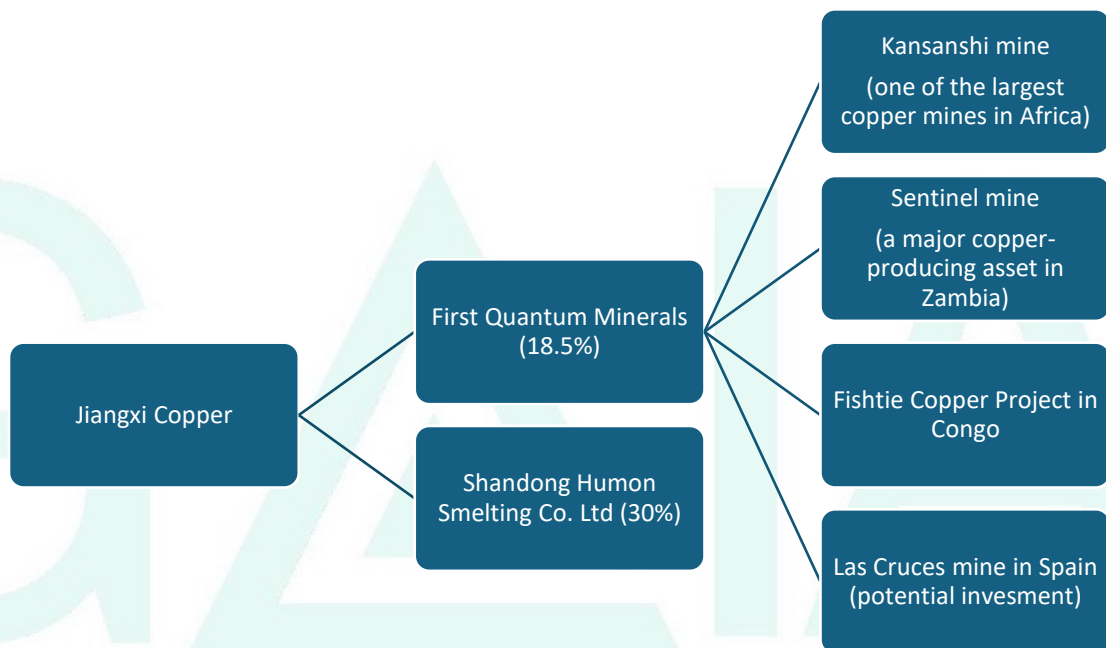 Jiangxi Copper
First Quantum Minerals
(18.5%)
Shandong Humon
Smelting Co. Ltd (30%)
Kansanshi mine
(one of the largest
copper mines in Africa)
Sentinel mine
(a major copper-
producing asset in
Zambia)
Fishtie Copper Project in
Congo
Las Cruces mine in Spain
(potential invesment)
GAIA